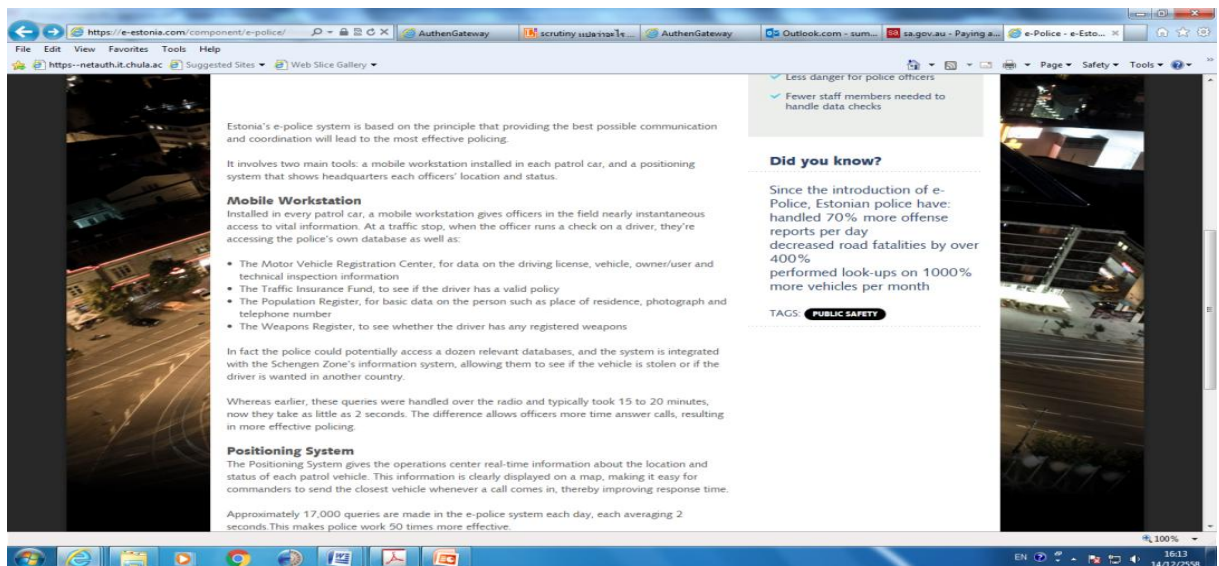 https://e-estonia.com/component/e-police/
AuthenGateway
scrutiny แปลว่าอะไร ...
AuthenGateway
Outlook.com - sum...
sa.gov.au - Paying a...
e-Police - e-Esto...
File Edit View Favorites Tools Help
https--netauth.it.chula.ac
Suggested Sites
Web Slice Gallery
Page Safety Tools
Less danger for police officers
Fewer staff members needed to
handle data checks
Estonia's e-police system is based on the principle that providing the best possible communication
and coordination will lead to the most effective policing.
It involves two main tools: a mobile workstation installed in each patrol car, and a positioning
system that shows headquarters each officers' location and status.
Mobile Workstation
Installed in every patrol car, a mobile workstation gives officers in the field nearly instantaneous
access to vital information. At a traffic stop, when the officer runs a check on a driver, they're
accessing the police's own database as well as:
• The Motor Vehicle Registration Center, for data on the driving license, vehicle, owner/user and
technical inspection information
• The Traffic Insurance Fund, to see if the driver has a valid policy
• The Population Register, for basic data on the person such as place of residence, photograph and
telephone number
• The Weapons Register, to see whether the driver has any registered weapons
In fact the police could potentially access a dozen relevant databases, and the system is integrated
with the Schengen Zone's information system, allowing them to see if the vehicle is stolen or if the
driver is wanted in another country.
Whereas earlier, these queries were handled over the radio and typically took 15 to 20 minutes,
now they take as little as 2 seconds. The difference allows officers more time answer calls, resulting
in more effective policing.
Positioning System
The Positioning System gives the operations center real-time information about the location and
status of each patrol vehicle. This information is clearly displayed on a map, making it easy for
commanders to send the closest vehicle whenever a call comes in, thereby improving response time.
Approximately 17,000 queries are made in the e-police system each day, each averaging 2
seconds.This makes police work 50 times more effective.
Did you know?
Since the introduction of e-
Police, Estonian police have:
handled 70% more offense
reports per day
decreased road fatalities by over
400%
performed look-ups on 1000%
more vehicles per month
TAGS: PUBLIC SAFETY
100%
EN
16:13
14/12/2558